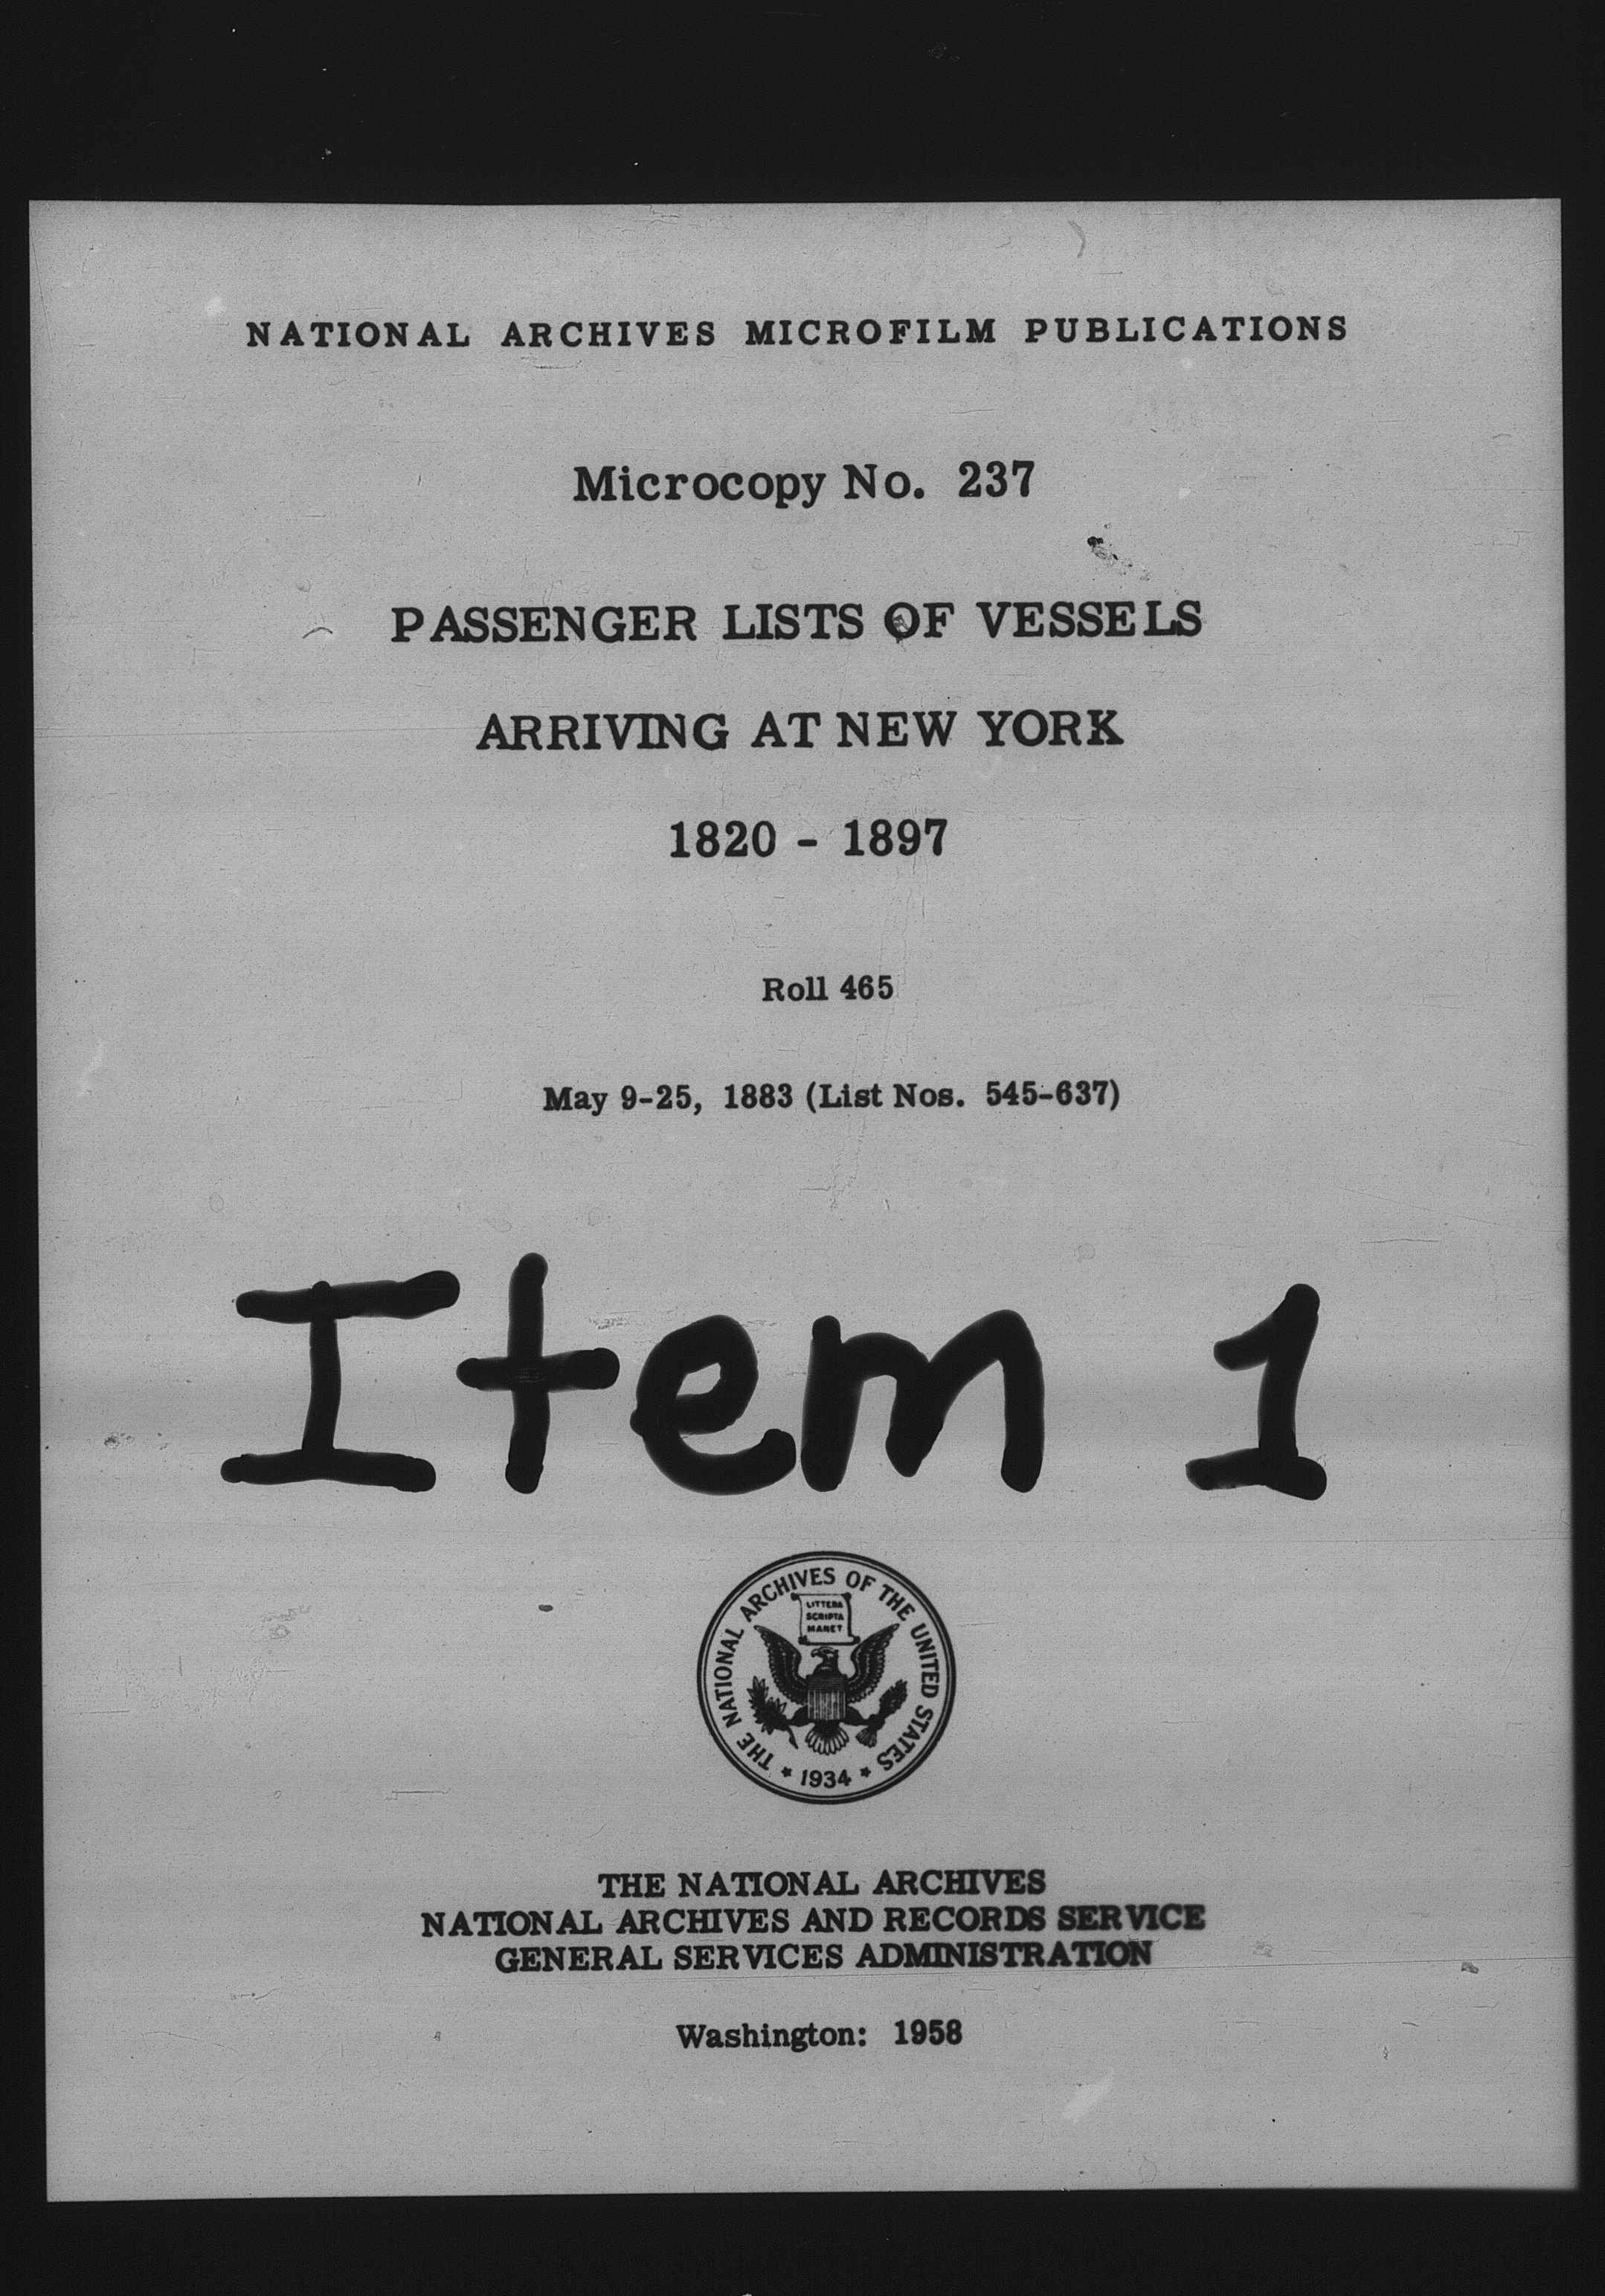 NATIONAL ARCHIVES MICROFILM PUBLICATIONS
Microcopy No. 237
PASSENGER LISTS OF VESSELS
ARRIVING AT NEW YORK
1820 - 1897
Roll 465
May 9-25, 1883 (List Nos. 545-637)
Item 1
THE NATIONAL ARCHIVES OF THE UNITED STATES
LITTERA
SCRIPTA
MANET
* 1934 *
THE NATIONAL ARCHIVES
NATIONAL ARCHIVES AND RECORDS SERVICE
GENERAL SERVICES ADMINISTRATION
Washington: 1958